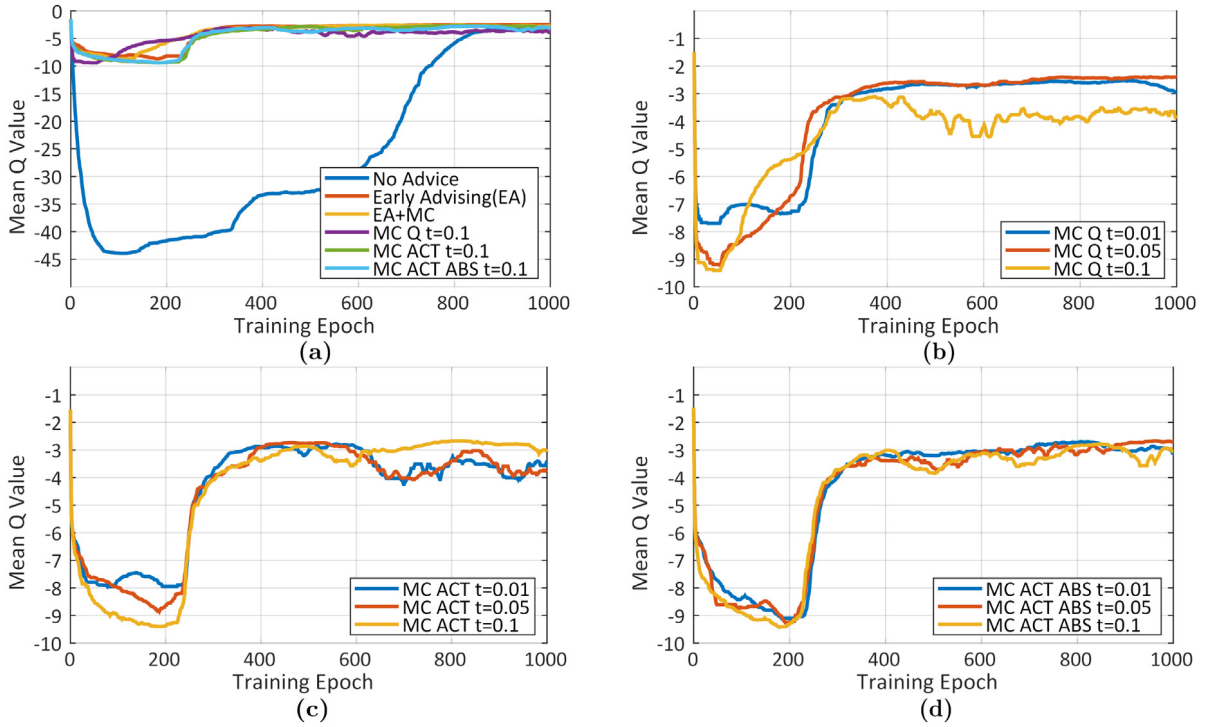 0
-5
-10
-15
-20
-25
-30
-35
-40
-45
Mean Q Value
No Advice
Early Advising(EA)
EA+MC
MC Q t=0.1
MC ACT t=0.1
MC ACT ABS t=0.1
0 200 400 600 800 1000
Training Epoch
(a)
-1
-2
-3
-4
-5
-6
-7
-8
-9
-10
Mean Q Value
MC Q t=0.01
MC Q t=0.05
MC Q t=0.1
0 200 400 600 800 1000
Training Epoch
(b)
-1
-2
-3
-4
-5
-6
-7
-8
-9
-10
Mean Q Value
MC ACT t=0.01
MC ACT t=0.05
MC ACT t=0.1
0 200 400 600 800 1000
Training Epoch
(c)
-1
-2
-3
-4
-5
-6
-7
-8
-9
-10
Mean Q Value
MC ACT ABS t=0.01
MC ACT ABS t=0.05
MC ACT ABS t=0.1
0 200 400 600 800 1000
Training Epoch
(d)